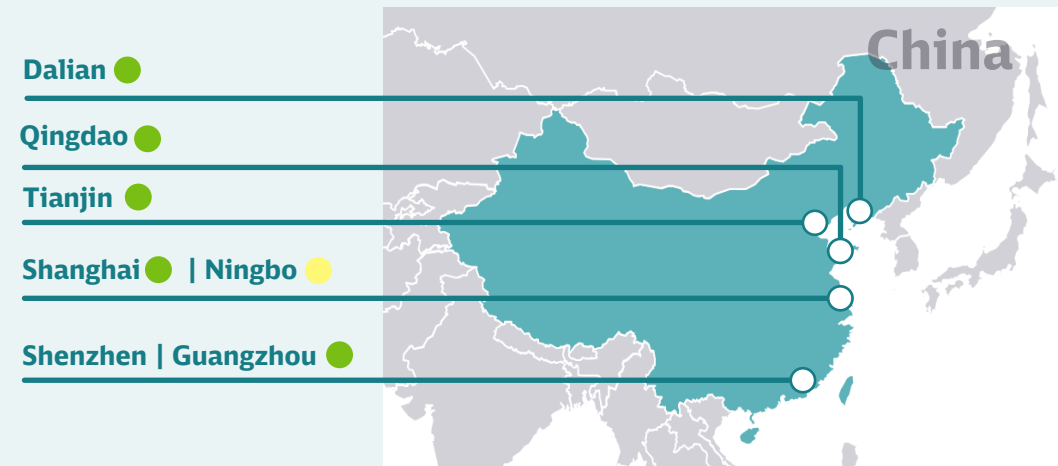 China
Dalian
Qingdao
Tianjin
Shanghai | Ningbo
Shenzhen | Guangzhou